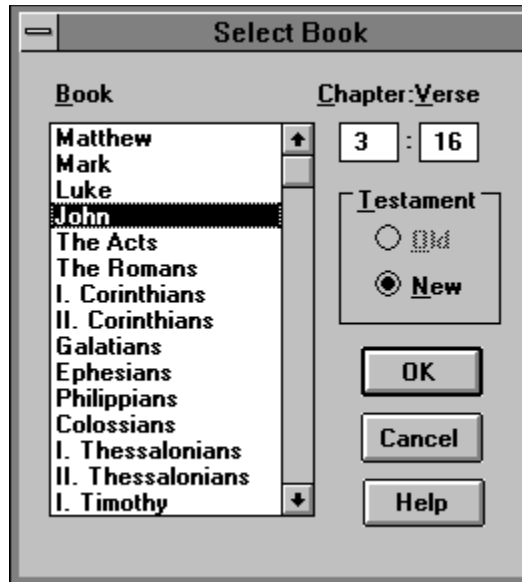 Select Book
Book
Matthew
Mark
Luke
John
The Acts
The Romans
I. Corinthians
II. Corinthians
Galatians
Ephesians
Philippians
Colossians
I. Thessalonians
II. Thessalonians
I. Timothy
Chapter:Verse
3 : 16
Testament
Old
New
OK
Cancel
Help